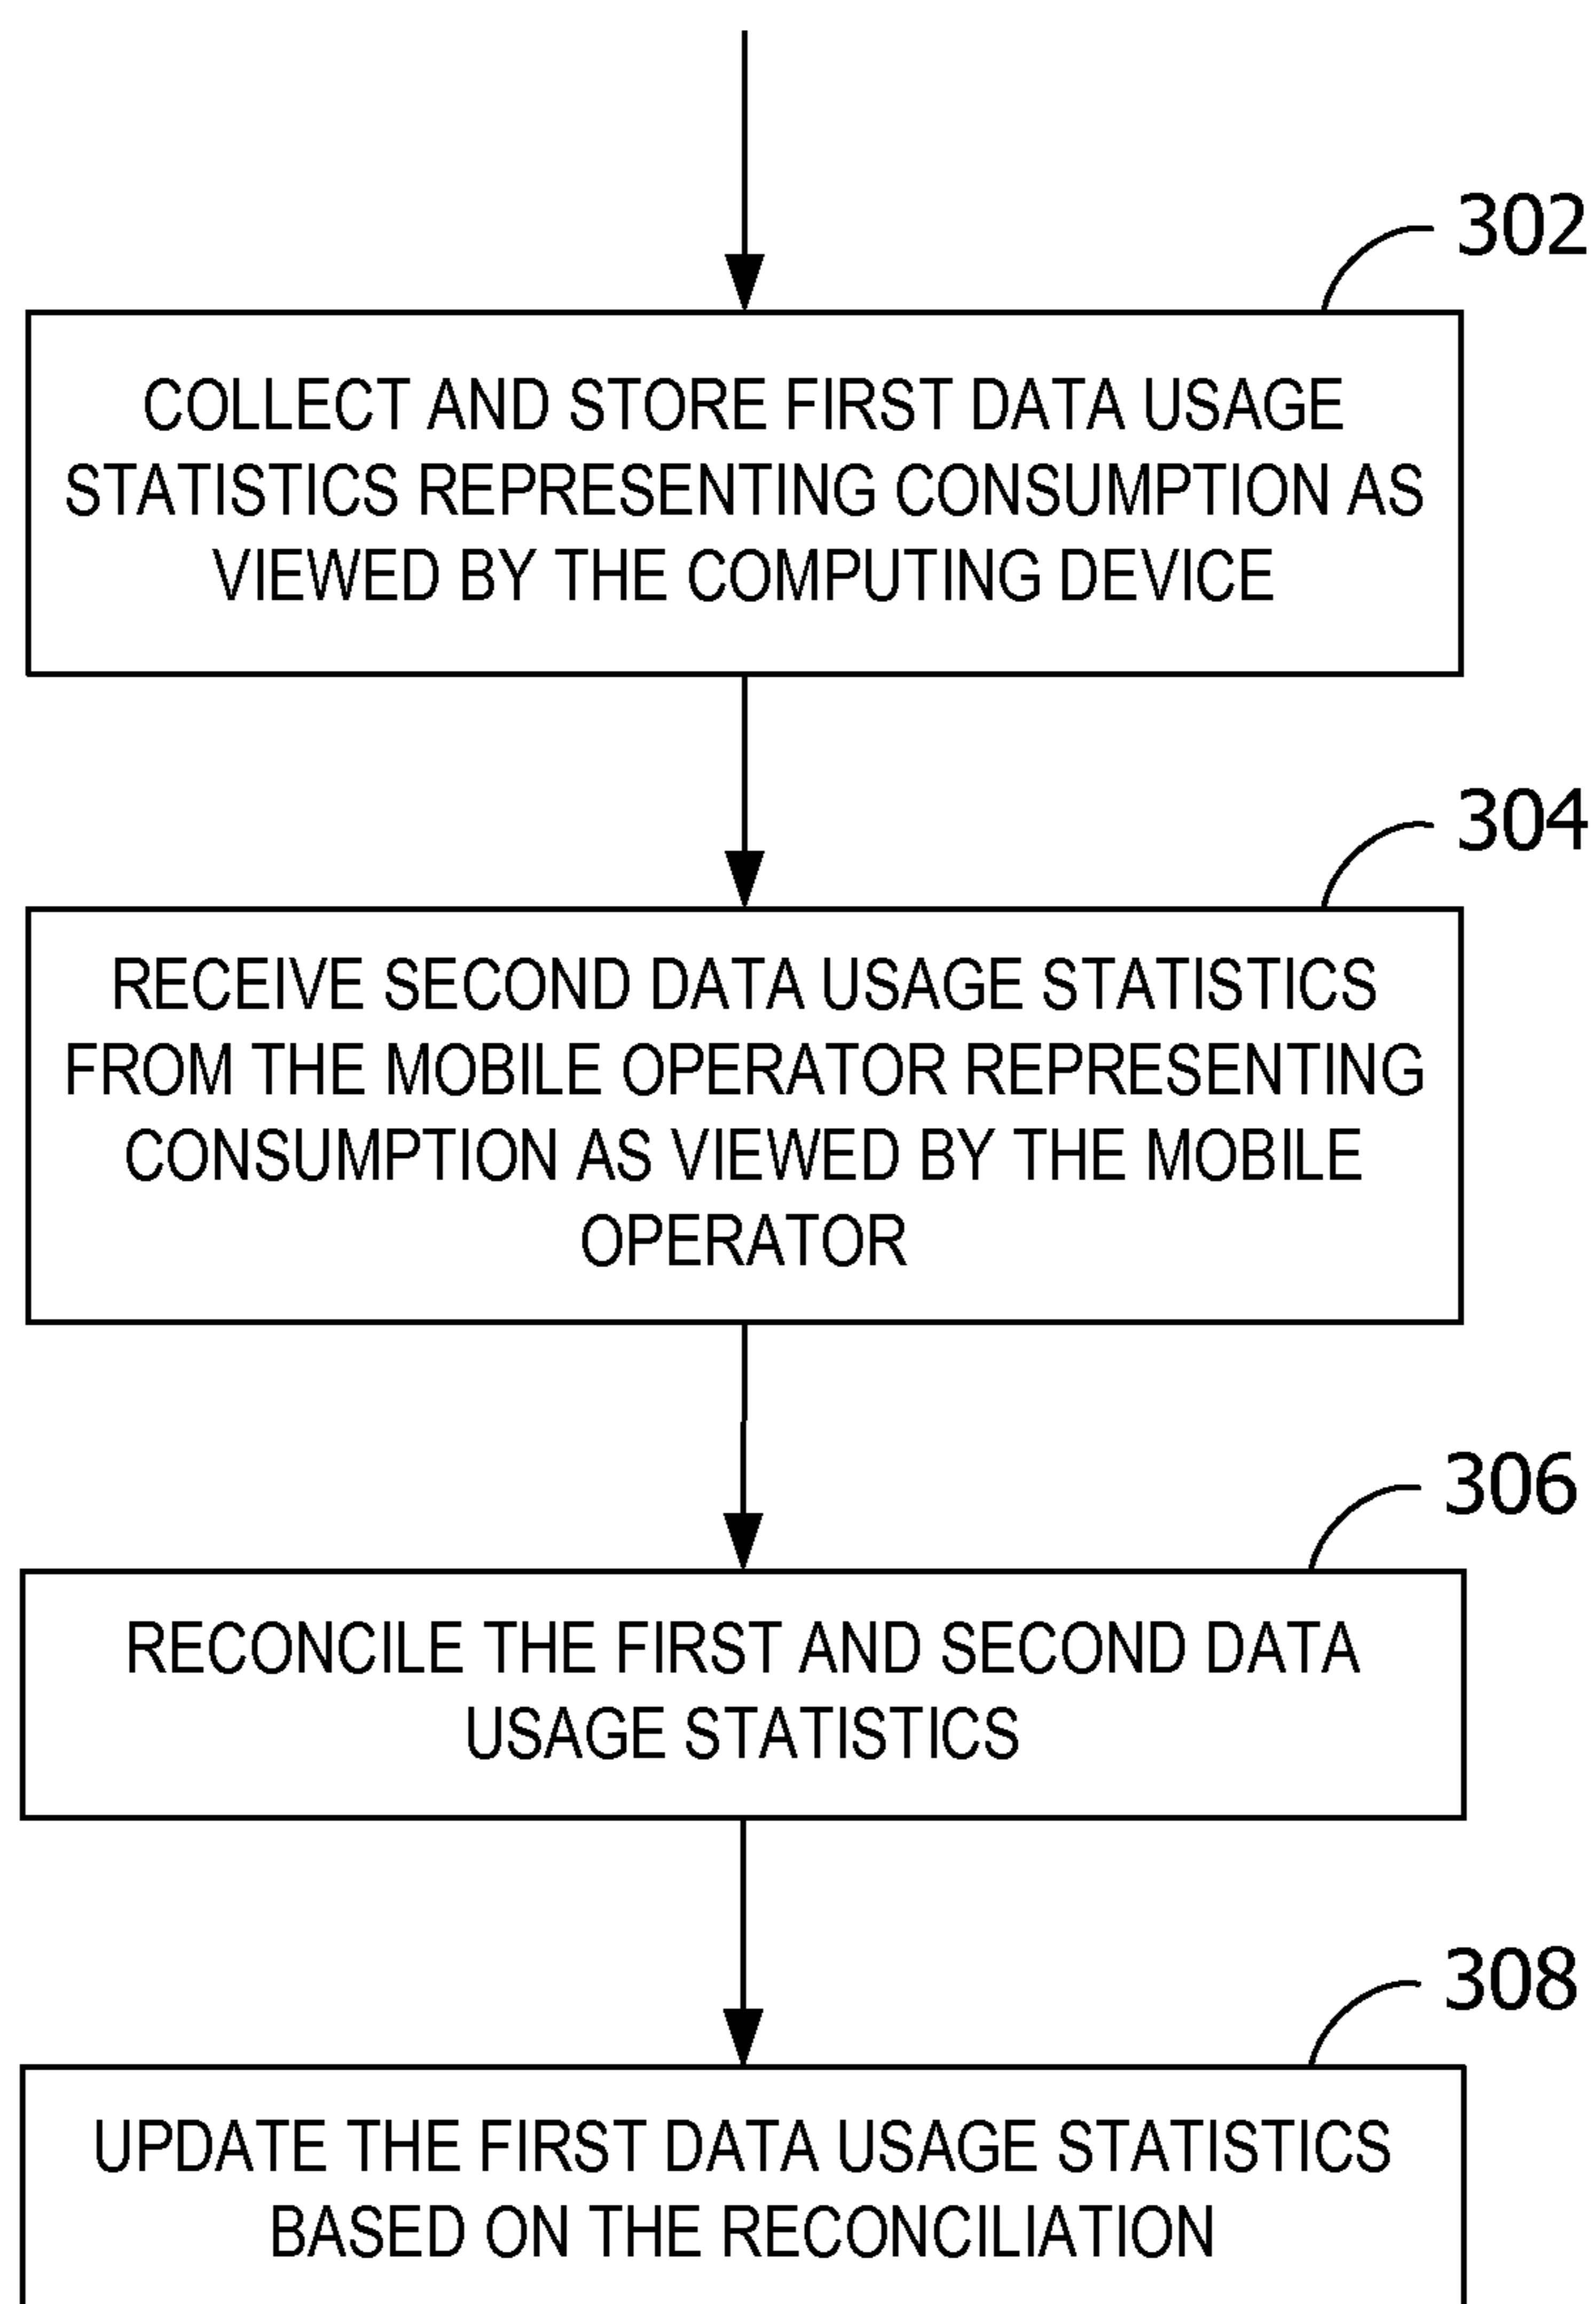 302
COLLECT AND STORE FIRST DATA USAGE
STATISTICS REPRESENTING CONSUMPTION AS
VIEWED BY THE COMPUTING DEVICE
304
RECEIVE SECOND DATA USAGE STATISTICS
FROM THE MOBILE OPERATOR REPRESENTING
CONSUMPTION AS VIEWED BY THE MOBILE
OPERATOR
306
RECONCILE THE FIRST AND SECOND DATA
USAGE STATISTICS
308
UPDATE THE FIRST DATA USAGE STATISTICS
BASED ON THE RECONCILIATION